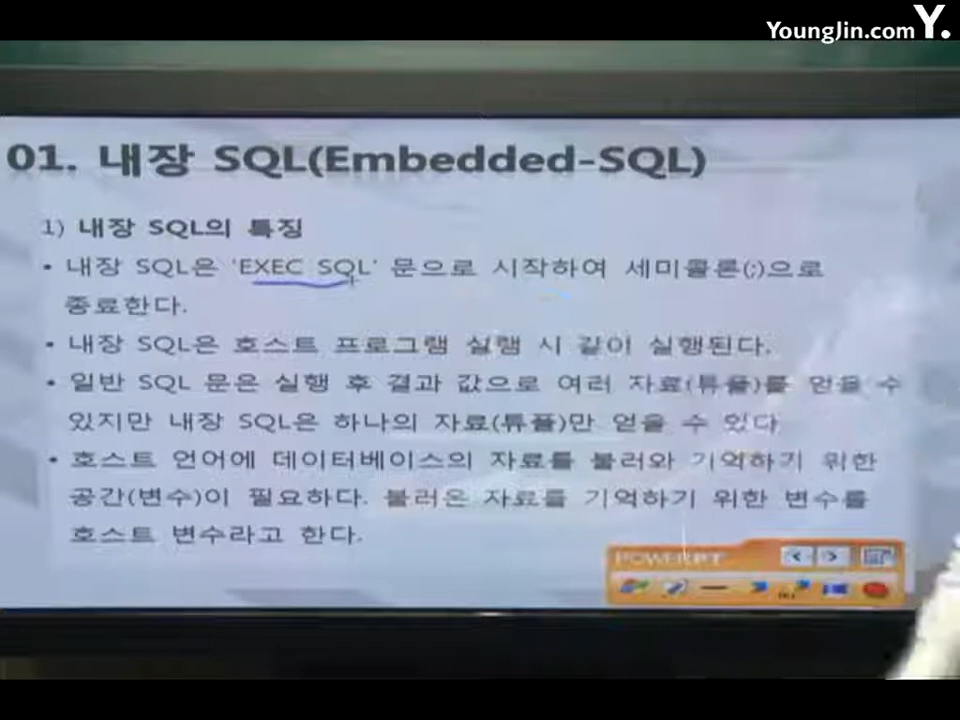 YoungJin.com Y.
01. 내장 SQL(Embedded-SQL)
1) 내장 SQL의 특징
• 내장 SQL은 'EXEC SQL' 문으로 시작하여 세미콜론(;)으로
종료한다.
• 내장 SQL은 호스트 프로그램 실행 시 같이 실행된다.
• 일반 SQL 문은 실행 후 결과 값으로 여러 자료(튜플)를 얻을 수
있지만 내장 SQL은 하나의 자료(튜플)만 얻을 수 있다
• 호스트 언어에 데이터베이스의 자료를 불러와 기억하기 위한
공간(변수)이 필요하다. 불러온 자료를 기억하기 위한 변수를
호스트 변수라고 한다.
POWERPT